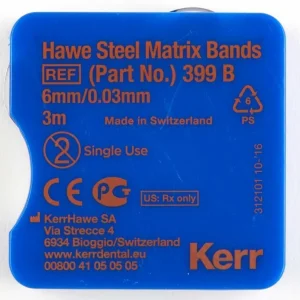 Hawe Steel Matrix Bands
REF (Part No.) 399 B
6mm/0.03mm
3m
Made in Switzerland
6
PS
2
Single Use
CE
US: Rx only
KerrHawe SA
Via Strecce 4
6934 Bioggio/Switzerland
www.kerrdental.eu
00800 41 05 05 05
Kerr
312101 10-'16